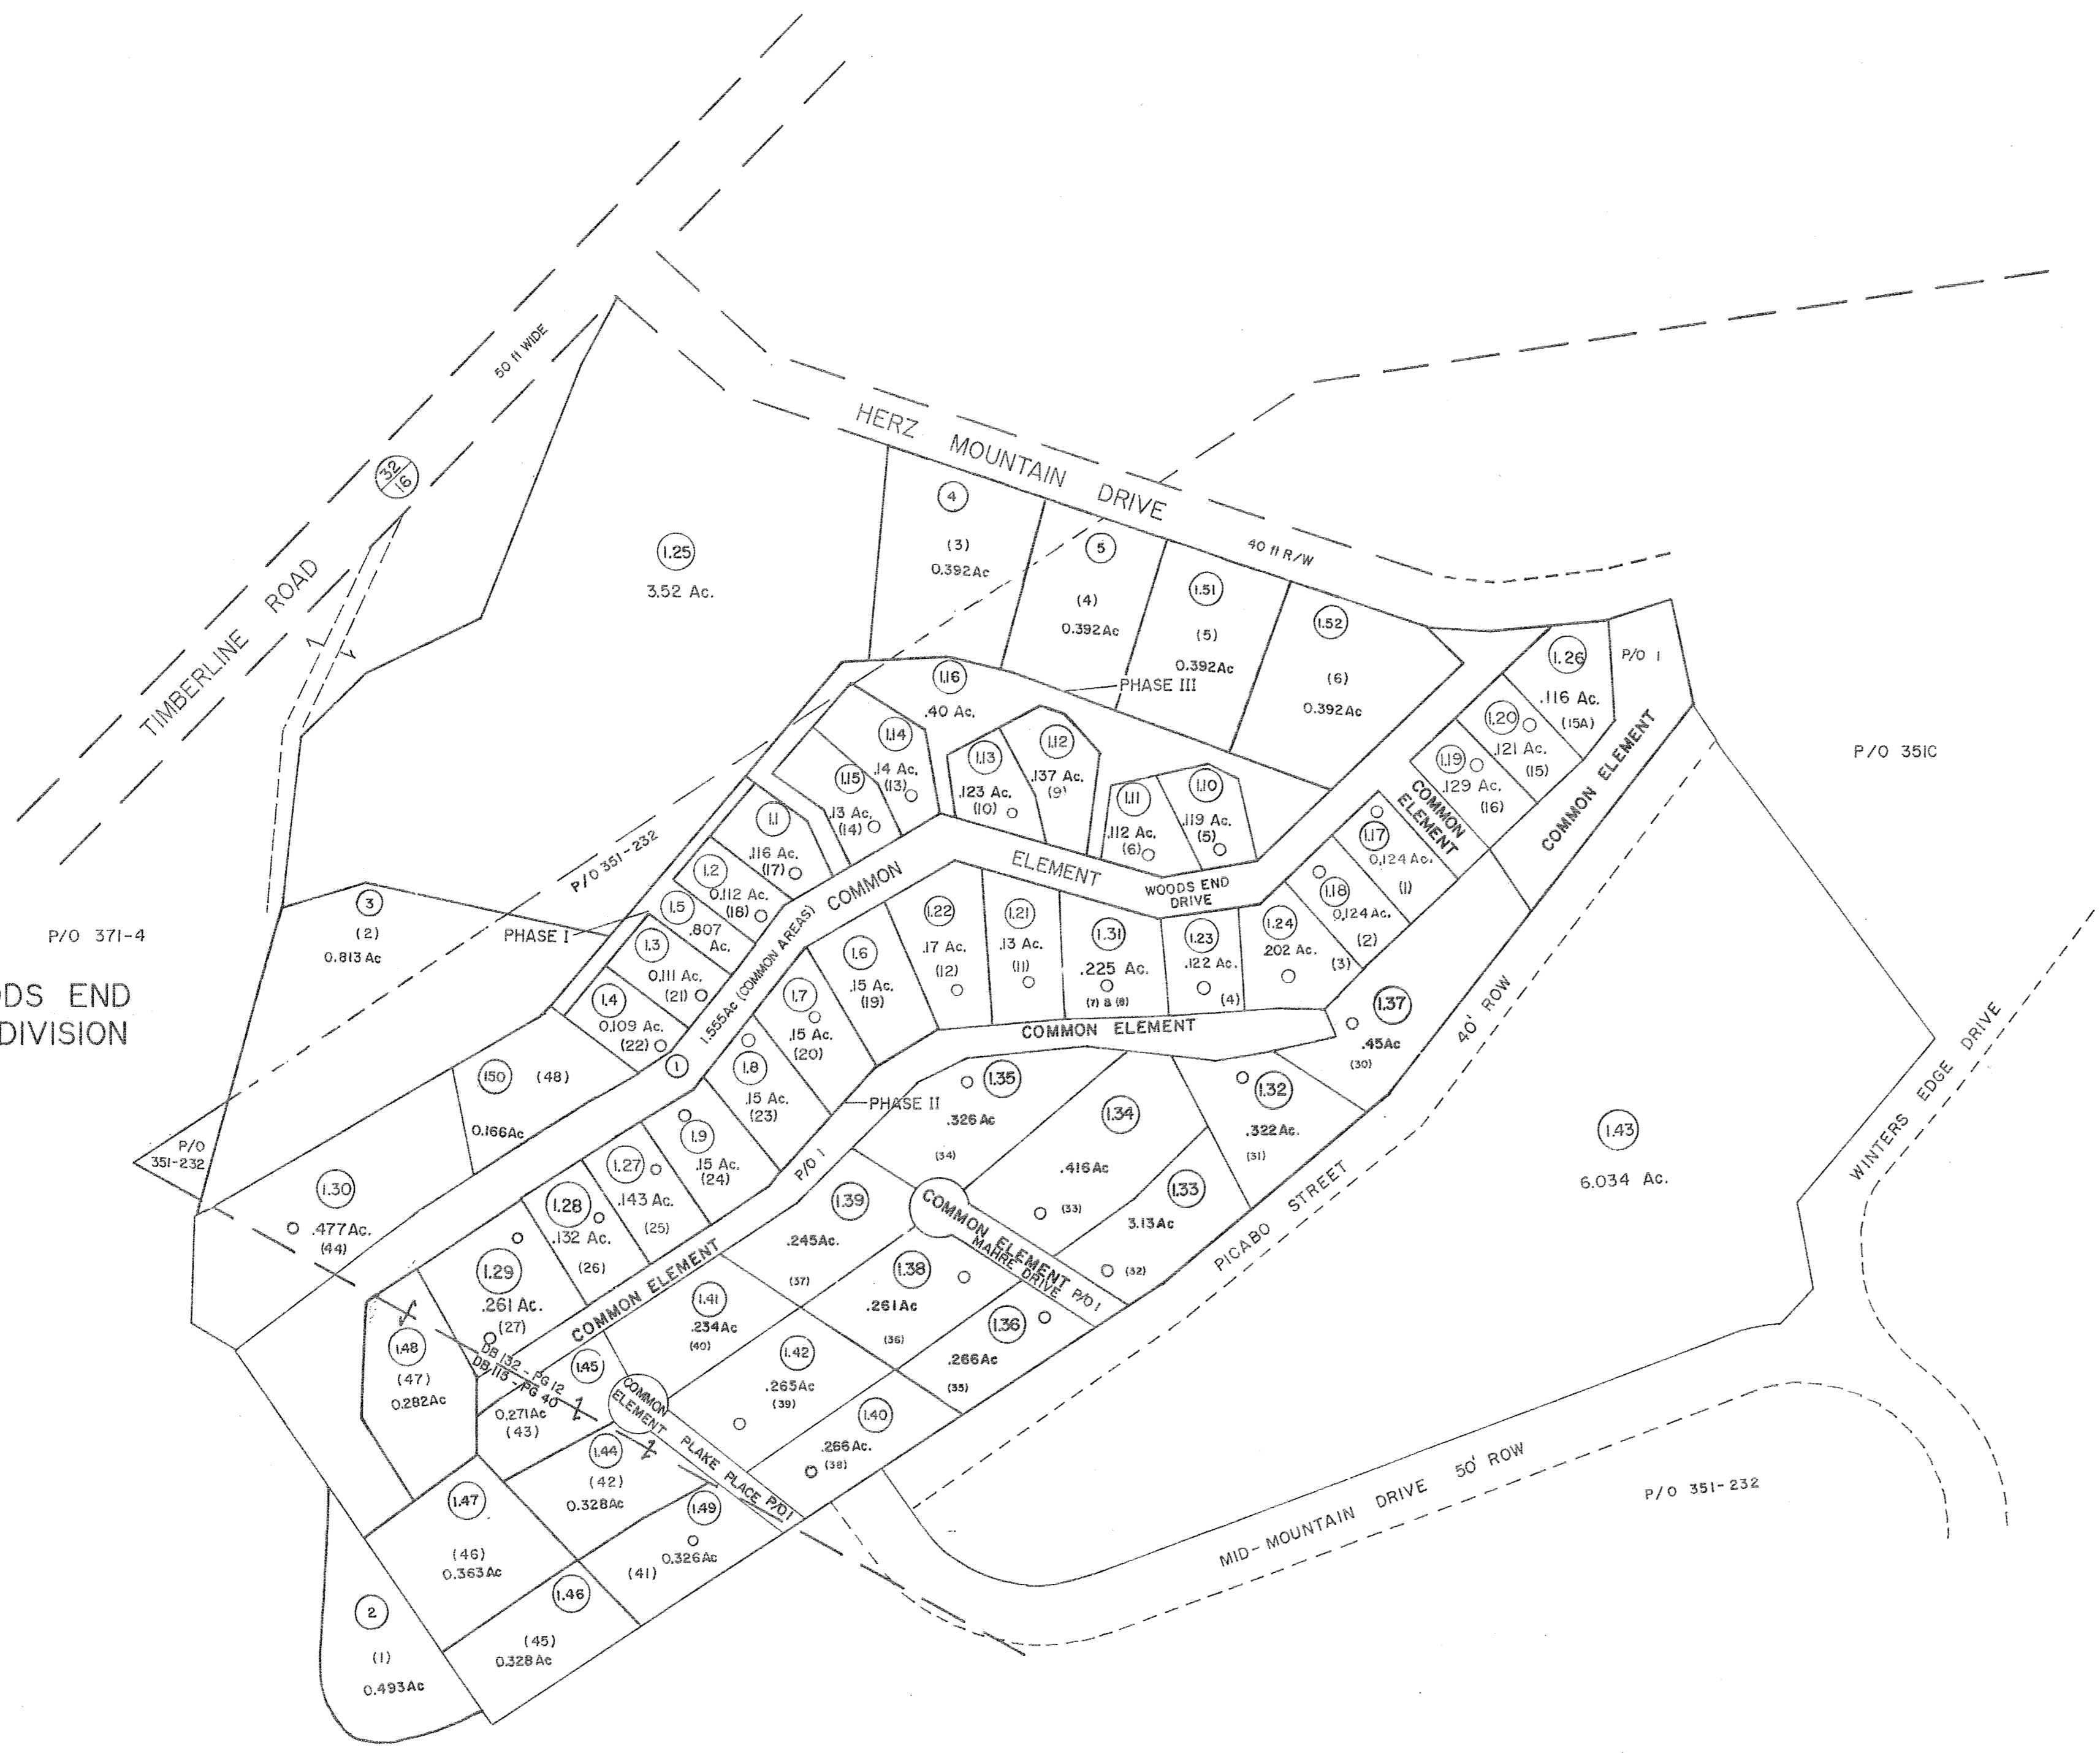 50 ft WIDE
HERZ MOUNTAIN DRIVE
40 ft R/W
32
16
TIMBERLINE ROAD
1.25
3.52 Ac.
4
(3)
0.392Ac
5
(4)
0.392Ac
1.51
(5)
0.392Ac
1.52
(6)
0.392Ac
PHASE III
1.26
.116 Ac.
(15A)
P/O 1
1.20
.121 Ac.
(15)
1.19
.129 Ac.
(16)
COMMON
ELEMENT
COMMON ELEMENT
P/O 351C
1.16
.40 Ac.
1.14
.14 Ac.
(13)
1.15
.13 Ac.
(14)
1.13
.123 Ac.
(10)
1.12
.137 Ac.
(9)
1.11
.112 Ac.
(6)
1.10
.119 Ac.
(5)
1.17
0.124 Ac.
(1)
1.18
0.124 Ac.
(2)
1.1
.116 Ac.
(17)
1.2
0.112 Ac.
(18)
1.5
.807
Ac.
1.3
0.111 Ac.
(21)
1.4
0.109 Ac.
(22)
P/O 351-232
PHASE I
3
(2)
0.813 Ac
P/O 371-4
DS END
DIVISION
COMMON ELEMENT
WOODS END
DRIVE
1
1.555Ac (COMMON AREAS)
1.22
.17 Ac.
(12)
1.21
.13 Ac.
(11)
1.31
.225 Ac.
(7) & (8)
1.23
.122 Ac.
(4)
1.24
.202 Ac.
(3)
1.6
.15 Ac.
(19)
1.7
.15 Ac.
(20)
1.8
.15 Ac.
(23)
1.9
.15 Ac.
(24)
COMMON ELEMENT
1.37
.45Ac
(30)
40' ROW
PHASE II
P/O 1
150
(48)
0.166Ac
P/O
351-232
1.30
.477Ac.
(44)
1.27
.143 Ac.
(25)
1.28
.132 Ac.
(26)
1.29
.261 Ac.
(27)
COMMON ELEMENT
1.35
.326Ac
(34)
1.34
.416Ac
(33)
1.32
.322Ac.
(31)
1.33
3.13Ac
(32)
1.43
6.034 Ac.
WINTERS EDGE DRIVE
PICABO STREET
COMMON ELEMENT
MAHRE DRIVE
P/O1
1.39
.245Ac.
(37)
1.38
.261Ac
(36)
1.36
.266Ac
(35)
1.41
.234Ac
(40)
1.42
.265Ac
(39)
1.40
.266Ac.
(38)
1.48
(47)
0.282Ac
DB 132 - PG 12
DB 115 - PG 40
1.45
0.271Ac
(43)
COMMON
ELEMENT
PLAKE PLACE P/O1
1.44
(42)
0.328Ac
1.49
0.326Ac
(41)
1.47
(46)
0.363Ac
1.46
(45)
0.328Ac
2
(1)
0.493Ac
MID-MOUNTAIN DRIVE 50' ROW
P/O 351-232